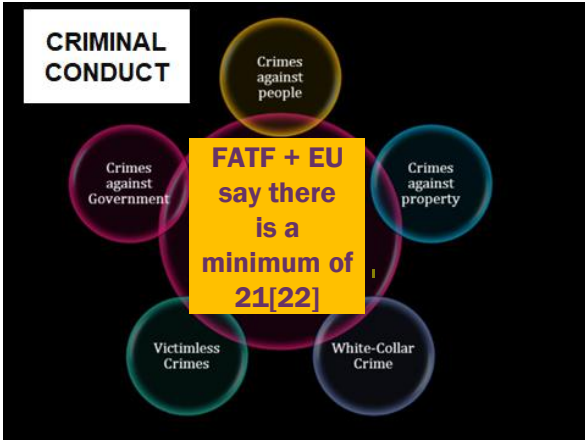 CRIMINAL
CONDUCT
Crimes
against
people
Crimes
against
Government
FATF + EU
say there
is a
minimum of
21[22]
Crimes
against
property
Victimless
Crimes
White-Collar
Crime